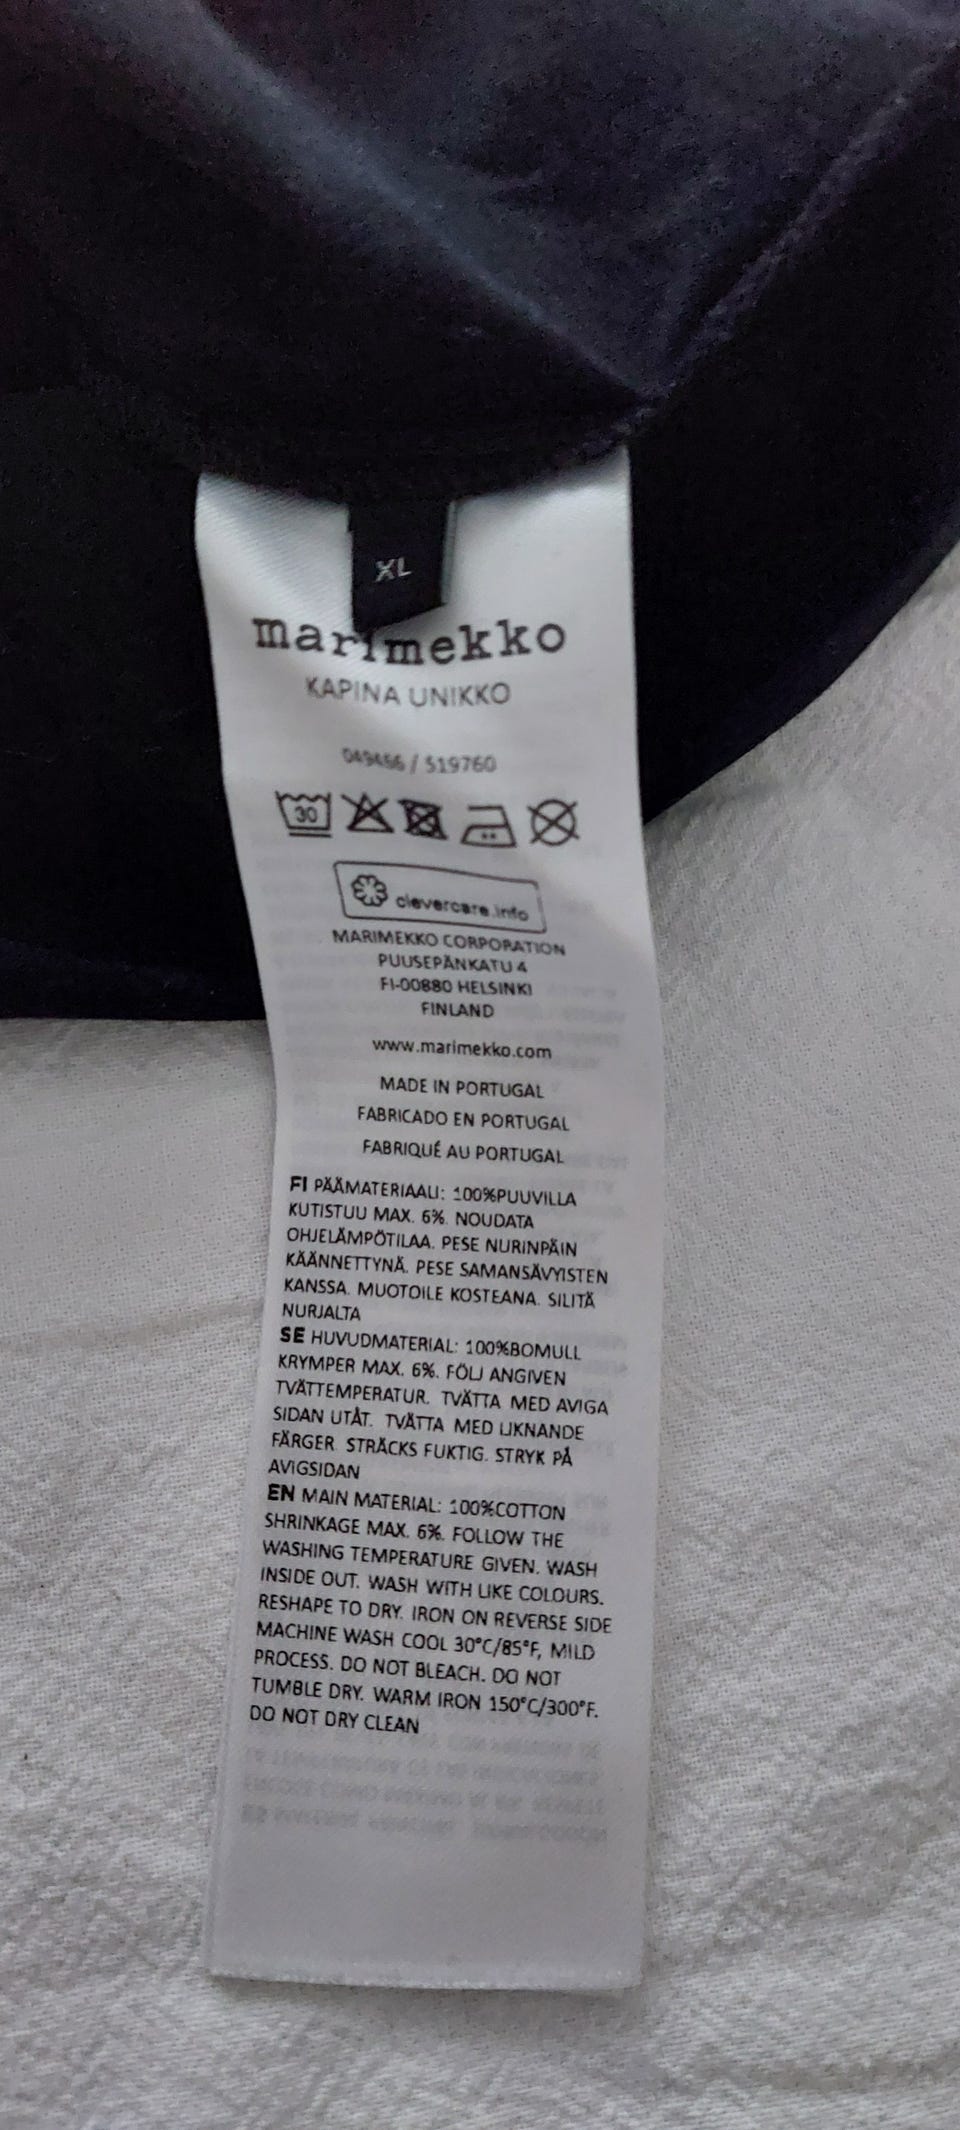 XL
marimekko
KAPINA UNIKKO
049466 / 519760
30
clevercare.info
MARIMEKKO CORPORATION
PUUSEPÄNKATU 4
FI-00880 HELSINKI
FINLAND
www.marimekko.com
MADE IN PORTUGAL
FABRICADO EN PORTUGAL
FABRIQUÉ AU PORTUGAL
FI PÄÄMATERIAALI: 100%PUUVILLA
KUTISTUU MAX. 6%. NOUDATA
OHJELÄMPÖTILAA. PESE NURINPÄIN
KÄÄNNETTYNÄ. PESE SAMANSÄVYISTEN
KANSSA. MUOTOILE KOSTEANA. SILITÄ
NURJALTA
SE HUVUDMATERIAL: 100%BOMULL
KRYMPER MAX. 6%. FÖLJ ANGIVEN
TVÄTTEMPERATUR. TVÄTTA MED AVIGA
SIDAN UTÅT. TVÄTTA MED LIKNANDE
FÄRGER. STRÄCKS FUKTIG. STRYK PÅ
AVIGSIDAN
EN MAIN MATERIAL: 100%COTTON
SHRINKAGE MAX. 6%. FOLLOW THE
WASHING TEMPERATURE GIVEN. WASH
INSIDE OUT. WASH WITH LIKE COLOURS.
RESHAPE TO DRY. IRON ON REVERSE SIDE
MACHINE WASH COOL 30°C/85°F, MILD
PROCESS. DO NOT BLEACH. DO NOT
TUMBLE DRY. WARM IRON 150°C/300°F.
DO NOT DRY CLEAN